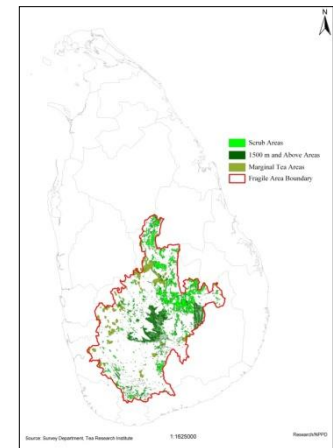 N
Scrub Areas
1500 m and Above Areas
Marginal Tea Areas
Fragile Area Boundary
Source: Survey Department, Tea Research Institute
1:1825000
Research/NPPD